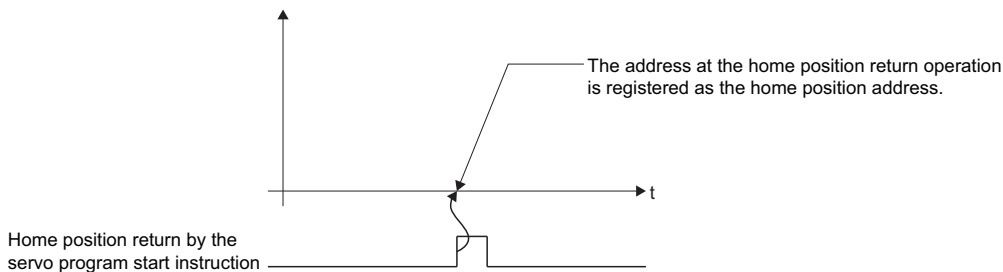 The address at the home position return operation
is registered as the home position address.
t
Home position return by the
servo program start instruction